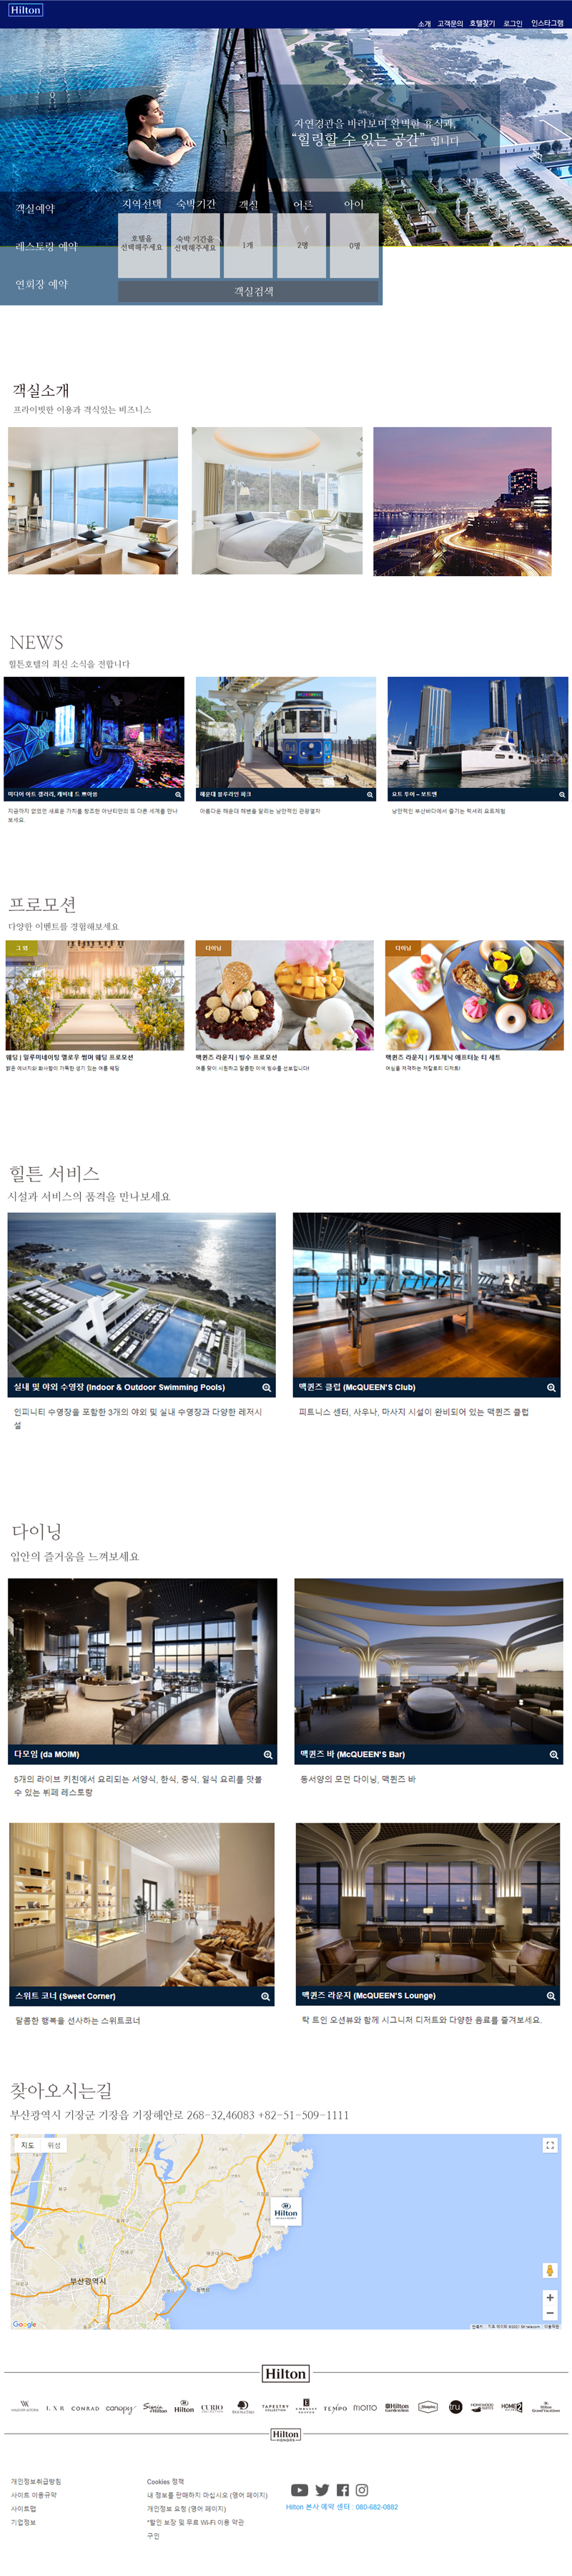 Hilton
소개 고객문의 호텔찾기 로그인 인스타그램
자연경관을 바라보며 완벽한 휴식과,
“힐링할 수 있는 공간” 입니다
객실예약
레스토랑 예약
연회장 예약
지역선택 숙박기간 객실 어른 아이
호텔을
선택해주세요
숙박 기간을
선택해주세요
1개
2명
0명
객실검색
객실소개
프라이빗한 이용과 격식있는 비즈니스
NEWS
힐튼호텔의 최신 소식을 전합니다
미디어 아트 갤러리, 캐비네 드 쁘아쏭
해운대 블루라인 파크
요트 투어 – 보트앤
지금까지 없었던 새로운 가치를 창조한 아난티만의 또 다른 세계를 만나
보세요.
아름다운 해운대 해변을 달리는 낭만적인 관광열차
낭만적인 부산바다에서 즐기는 럭셔리 요트체험
프로모션
다양한 이벤트를 경험해보세요
그 외
다이닝
다이닝
웨딩 | 일루미네이팅 옐로우 썸머 웨딩 프로모션
맥퀸즈 라운지 | 빙수 프로모션
맥퀸즈 라운지 | 키토제닉 애프터눈 티 세트
밝은 에너지와 화사함이 가득한 생기 있는 여름 웨딩
여름 맞이 시원하고 달콤한 이색 빙수를 선보입니다!
여심을 저격하는 저칼로리 디저트!
힐튼 서비스
시설과 서비스의 품격을 만나보세요
실내 및 야외 수영장 (Indoor & Outdoor Swimming Pools)
맥퀸즈 클럽 (McQUEEN'S Club)
인피니티 수영장을 포함한 3개의 야외 및 실내 수영장과 다양한 레저시
설
피트니스 센터, 사우나, 마사지 시설이 완비되어 있는 맥퀸즈 클럽
다이닝
입안의 즐거움을 느껴보세요
다모임 (da MOIM)
맥퀸즈 바 (McQUEEN'S Bar)
5개의 라이브 키친에서 요리되는 서양식, 한식, 중식, 일식 요리를 맛볼
수 있는 뷔페 레스토랑
동서양의 모던 다이닝, 맥퀸즈 바
스위트 코너 (Sweet Corner)
맥퀸즈 라운지 (McQUEEN'S Lounge)
달콤한 행복을 선사하는 스위트코너
탁 트인 오션뷰와 함께 시그니처 디저트와 다양한 음료를 즐겨보세요.
찾아오시는길
부산광역시 기장군 기장읍 기장해안로 268-32,46083 +82-51-509-1111
지도 위성
Hilton
부산광역시
Google
Hilton
LXR CONRAD canopy Signia Hilton Hilton CURIO TAPESTRY COLLECTION EMBASSY SUITES TEMPO MOTTO Hilton Garden Inn Hampton tru HOMEWOOD SUITES HOME2
Hilton
개인정보취급방침
사이트 이용규약
사이트맵
기업정보
Cookies 정책
내 정보를 판매하지 마십시오 (영어 페이지)
개인정보 요청 (영어 페이지)
*할인 보장 및 무료 Wi-Fi 이용 약관
구인
Hilton 본사 예약 센터 : 080-682-0882